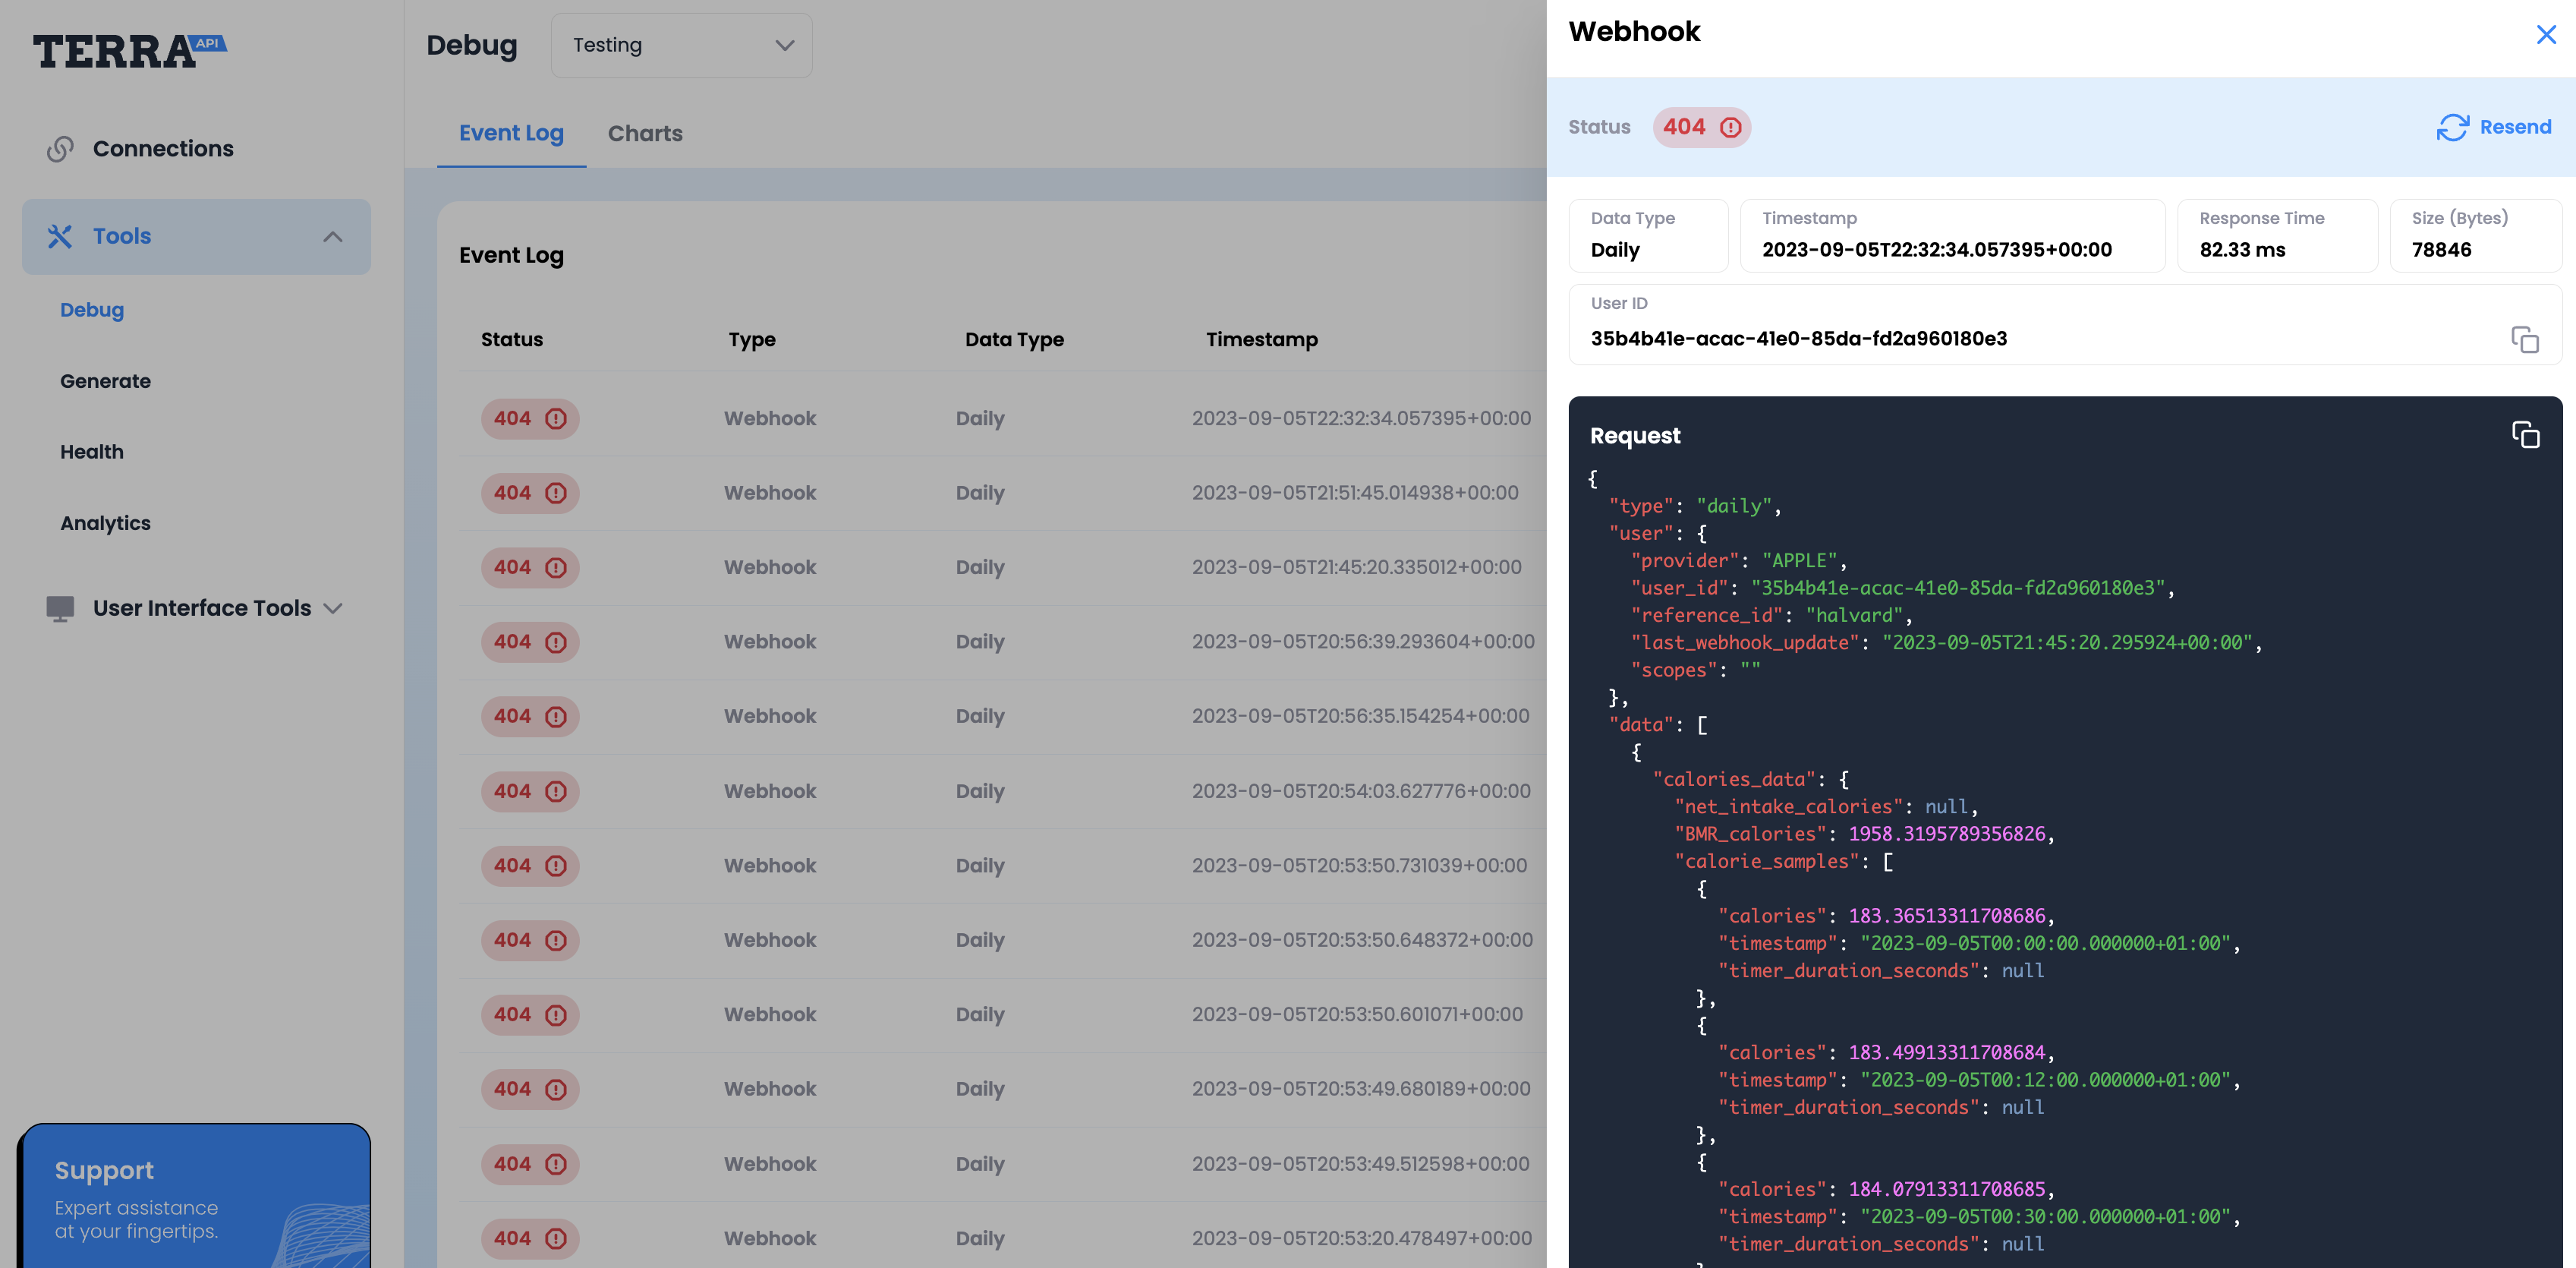 TERRA API
Connections
Tools
Debug
Generate
Health
Analytics
User Interface Tools
Support
Expert assistance
at your fingertips.
Debug
Testing
Event Log
Charts
Event Log
Status Type Data Type Timestamp
404 Webhook Daily 2023-09-05T22:32:34.057395+00:00
404 Webhook Daily 2023-09-05T21:51:45.014938+00:00
404 Webhook Daily 2023-09-05T21:45:20.335012+00:00
404 Webhook Daily 2023-09-05T20:56:39.293604+00:00
404 Webhook Daily 2023-09-05T20:56:35.154254+00:00
404 Webhook Daily 2023-09-05T20:54:03.627776+00:00
404 Webhook Daily 2023-09-05T20:53:50.731039+00:00
404 Webhook Daily 2023-09-05T20:53:50.648372+00:00
404 Webhook Daily 2023-09-05T20:53:50.601071+00:00
404 Webhook Daily 2023-09-05T20:53:49.680189+00:00
404 Webhook Daily 2023-09-05T20:53:49.512598+00:00
404 Webhook Daily 2023-09-05T20:53:20.478497+00:00
Webhook
Status 404 Resend
Data Type Timestamp Response Time Size (Bytes)
Daily 2023-09-05T22:32:34.057395+00:00 82.33 ms 78846
User ID
35b4b41e-acac-41e0-85da-fd2a960180e3
Request
{
"type": "daily",
"user": {
"provider": "APPLE",
"user_id": "35b4b41e-acac-41e0-85da-fd2a960180e3",
"reference_id": "halvard",
"last_webhook_update": "2023-09-05T21:45:20.295924+00:00",
"scopes": ""
},
"data": [
{
"calories_data": {
"net_intake_calories": null,
"BMR_calories": 1958.3195789356826,
"calorie_samples": [
{
"calories": 183.36513311708686,
"timestamp": "2023-09-05T00:00:00.000000+01:00",
"timer_duration_seconds": null
},
{
"calories": 183.49913311708684,
"timestamp": "2023-09-05T00:12:00.000000+01:00",
"timer_duration_seconds": null
},
{
"calories": 184.07913311708685,
"timestamp": "2023-09-05T00:30:00.000000+01:00",
"timer_duration_seconds": null